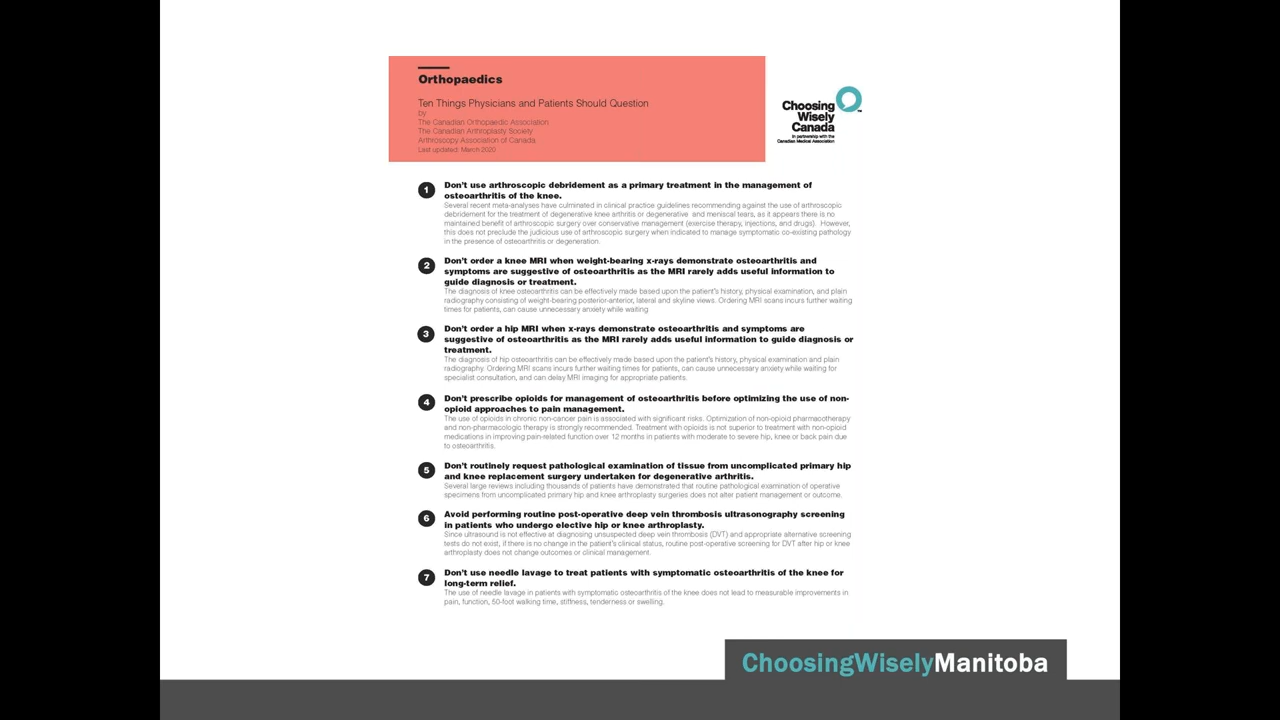 Orthopaedics
Ten Things Physicians and Patients Should Question
by
The Canadian Orthopaedic Association
The Canadian Arthroplasty Society
Arthroscopy Association of Canada
Last updated: March 2020
Choosing
Wisely
Canada
In partnership with the
Canadian Medical Association
1
Don't use arthroscopic debridement as a primary treatment in the management of
osteoarthritis of the knee.
Several recent meta-analyses have culminated in clinical practice guidelines recommending against the use of arthroscopic
debridement for the treatment of degenerative knee arthritis or degenerative and meniscal tears, as it appears there is no
maintained benefit of arthroscopic surgery over conservative management (exercise therapy, injections, and drugs). However,
this does not preclude the judicious use of arthroscopic surgery when indicated to manage symptomatic co-existing pathology
in the presence of osteoarthritis or degeneration.
2
Don't order a knee MRI when weight-bearing x-rays demonstrate osteoarthritis and
symptoms are suggestive of osteoarthritis as the MRI rarely adds useful information to
guide diagnosis or treatment.
The diagnosis of knee osteoarthritis can be effectively made based upon the patient's history, physical examination, and plain
radiography consisting of weight-bearing posterior-anterior, lateral and skyline views. Ordering MRI scans incurs further waiting
times for patients, can cause unnecessary anxiety while waiting
3
Don't order a hip MRI when x-rays demonstrate osteoarthritis and symptoms are
suggestive of osteoarthritis as the MRI rarely adds useful information to guide diagnosis or
treatment.
The diagnosis of hip osteoarthritis can be effectively made based upon the patient's history, physical examination and plain
radiography. Ordering MRI scans incurs further waiting times for patients, can cause unnecessary anxiety while waiting for
specialist consultation, and can delay MRI imaging for appropriate patients.
4
Don't prescribe opioids for management of osteoarthritis before optimizing the use of non-
opioid approaches to pain management.
The use of opioids in chronic non-cancer pain is associated with significant risks. Optimization of non-opioid pharmacotherapy
and non-pharmacologic therapy is strongly recommended. Treatment with opioids is not superior to treatment with non-opioid
medications in improving pain-related function over 12 months in patients with moderate to severe hip, knee or back pain due
to osteoarthritis.
5
Don't routinely request pathological examination of tissue from uncomplicated primary hip
and knee replacement surgery undertaken for degenerative arthritis.
Several large reviews including thousands of patients have demonstrated that routine pathological examination of operative
specimens from uncomplicated primary hip and knee arthroplasty surgeries does not alter patient management or outcome.
6
Avoid performing routine post-operative deep vein thrombosis ultrasonography screening
in patients who undergo elective hip or knee arthroplasty.
Since ultrasound is not effective at diagnosing unsuspected deep vein thrombosis (DVT) and appropriate alternative screening
tests do not exist, if there is no change in the patient's clinical status, routine post-operative screening for DVT after hip or knee
arthroplasty does not change outcomes or clinical management.
7
Don't use needle lavage to treat patients with symptomatic osteoarthritis of the knee for
long-term relief.
The use of needle lavage in patients with symptomatic osteoarthritis of the knee does not lead to measurable improvements in
pain, function, 50-foot walking time, stiffness, tenderness or swelling.
ChoosingWiselyManitoba